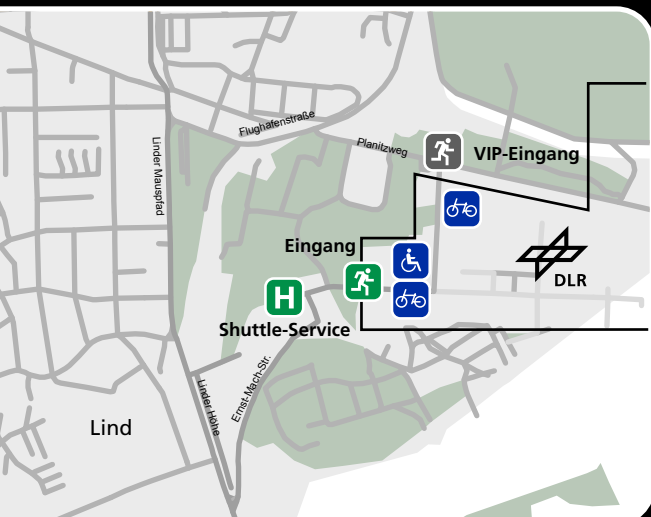 Flughafenstraße
Linder Mauspfad
Planitzweg
VIP-Eingang
Eingang
DLR
H
Shuttle-Service
Linder Höhe
Ernst-Mach-Str.
Lind